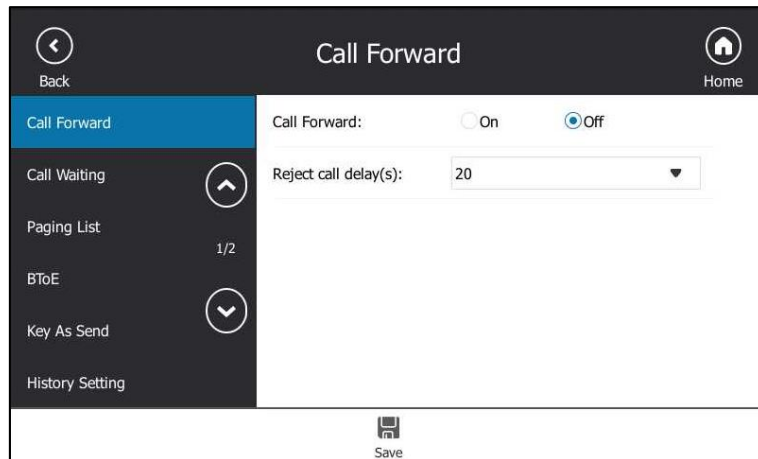 Call Forward
Back
Home
Call Forward
Call Forward: On Off
Call Waiting
Reject call delay(s): 20
Paging List
1/2
BToE
Key As Send
History Setting
Save